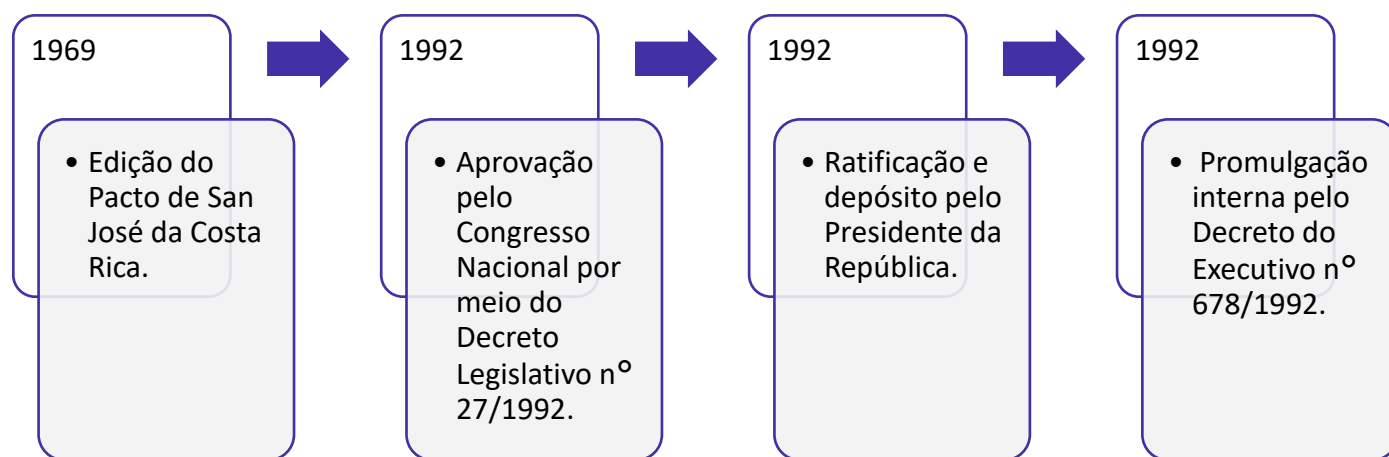 1969
• Edição do
Pacto de San
José da Costa
Rica.
1992
• Aprovação
pelo
Congresso
Nacional por
meio do
Decreto
Legislativo nº
27/1992.
1992
• Ratificação e
depósito pelo
Presidente da
República.
1992
• Promulgação
interna pelo
Decreto do
Executivo nº
678/1992.